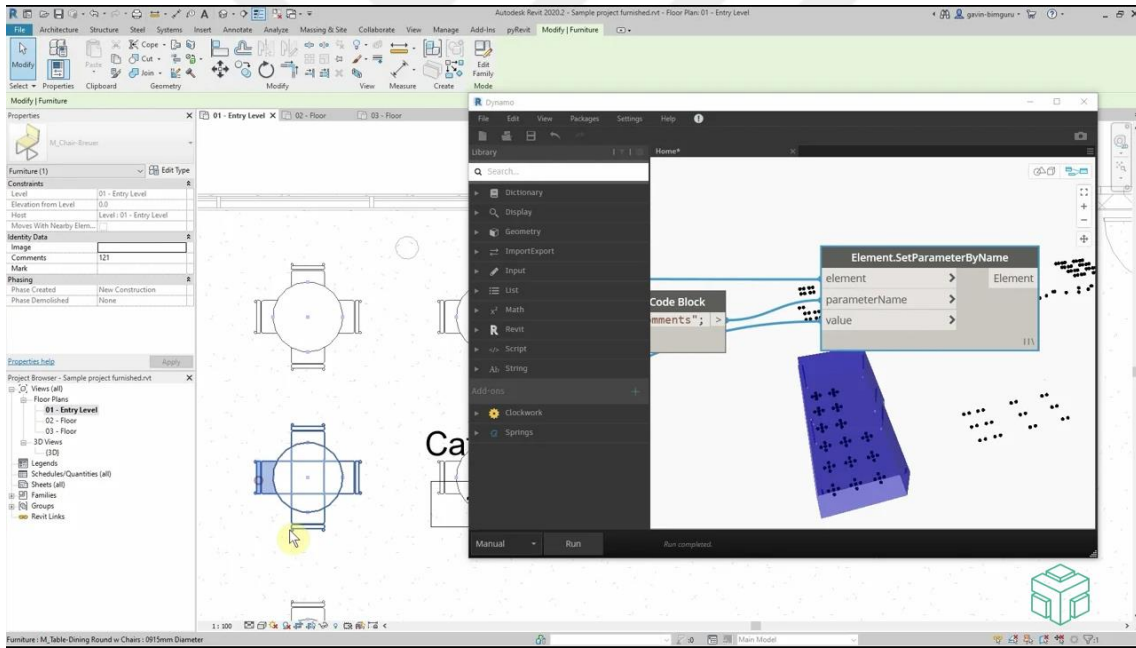 Autodesk Revit 2020.2 - Sample project furnished.rvt - Floor Plan: 01 - Entry Level
gavin-bimguru
File Architecture Structure Steel Systems Insert Annotate Analyze Massing & Site Collaborate View Manage Add-Ins pyRevit Modify | Furniture
Modify
Paste
Cope
Cut
Join
Edit Family
Select Properties Clipboard Geometry Modify View Measure Create Mode
Modify | Furniture
Properties
M_Chair-Breuer
Furniture (1) Edit Type
Constraints
Level 01 - Entry Level
Elevation from Level 0.0
Host Level : 01 - Entry Level
Moves With Nearby Elem...
Identity Data
Image
Comments 121
Mark
Phasing
Phase Created New Construction
Phase Demolished None
Properties help Apply
Project Browser - Sample project furnished.rvt
Views (all)
Floor Plans
01 - Entry Level
02 - Floor
03 - Floor
3D Views
{3D}
Legends
Schedules/Quantities (all)
Sheets (all)
Families
Groups
Revit Links
01 - Entry Level 02 - Floor 03 - Floor
Ca
1 : 100
Dynamo
File Edit View Packages Settings Help
Library
Home*
Search...
Dictionary
Display
Geometry
ImportExport
Input
List
Math
Revit
Script
String
Add-ons
Clockwork
Springs
Code Block
mments";
>
Element.SetParameterByName
element > Element
parameterName >
value >
Manual Run Run completed.
Furniture : M_Table-Dining Round w Chairs : 0915mm Diameter
:0
Main Model
:1